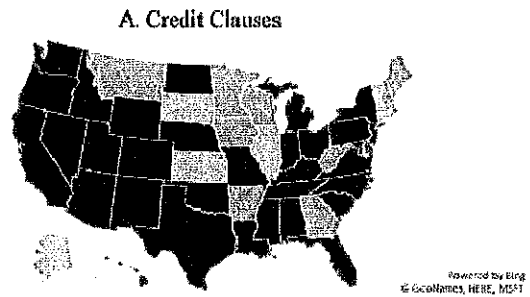 A. Credit Clauses
Powered by Bing
© GeoNames, HERE, MSFT